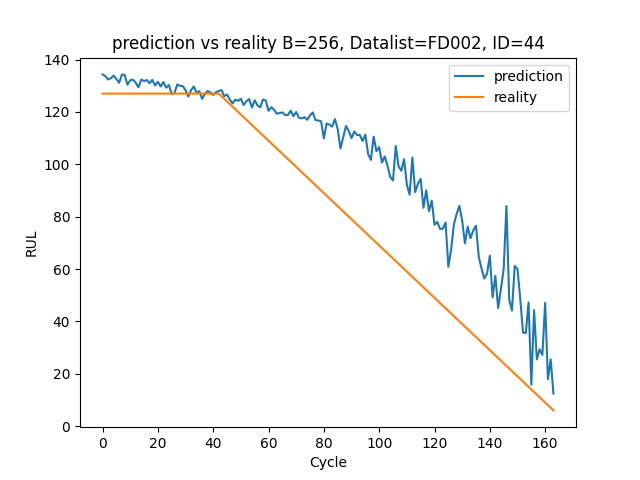 prediction vs reality B=256, Datalist=FD002, ID=44
prediction
reality
RUL
140
120
100
80
60
40
20
0
0 20 40 60 80 100 120 140 160
Cycle